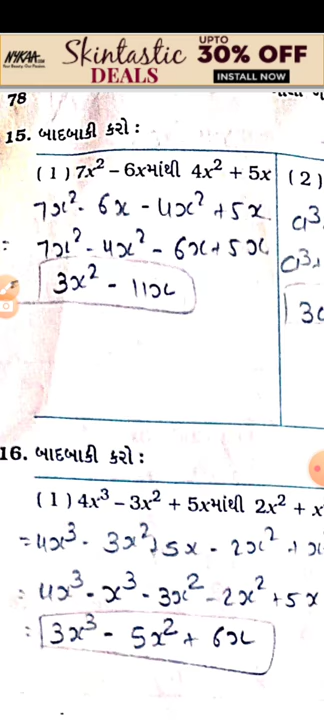 NYKAA
Skintastic DEALS
UPTO 30% OFF
INSTALL NOW
78
15. બાદબાકી કરો :
(1) 7x² – 6xમાંથી 4x² + 5x (2)
7x² - 6x - 4x² + 5x
= 7x² - 4x² - 6x + 5x
= 3x² - 11x
16. બાદબાકી કરો :
(1) 4x³ – 3x² + 5xમાંથી 2x² + x
= 4x³ - 3x² + 5x - 2x² + x
: 4x³ - x³ - 3x² - 2x² + 5x
: 3x³ - 5x² + 6x